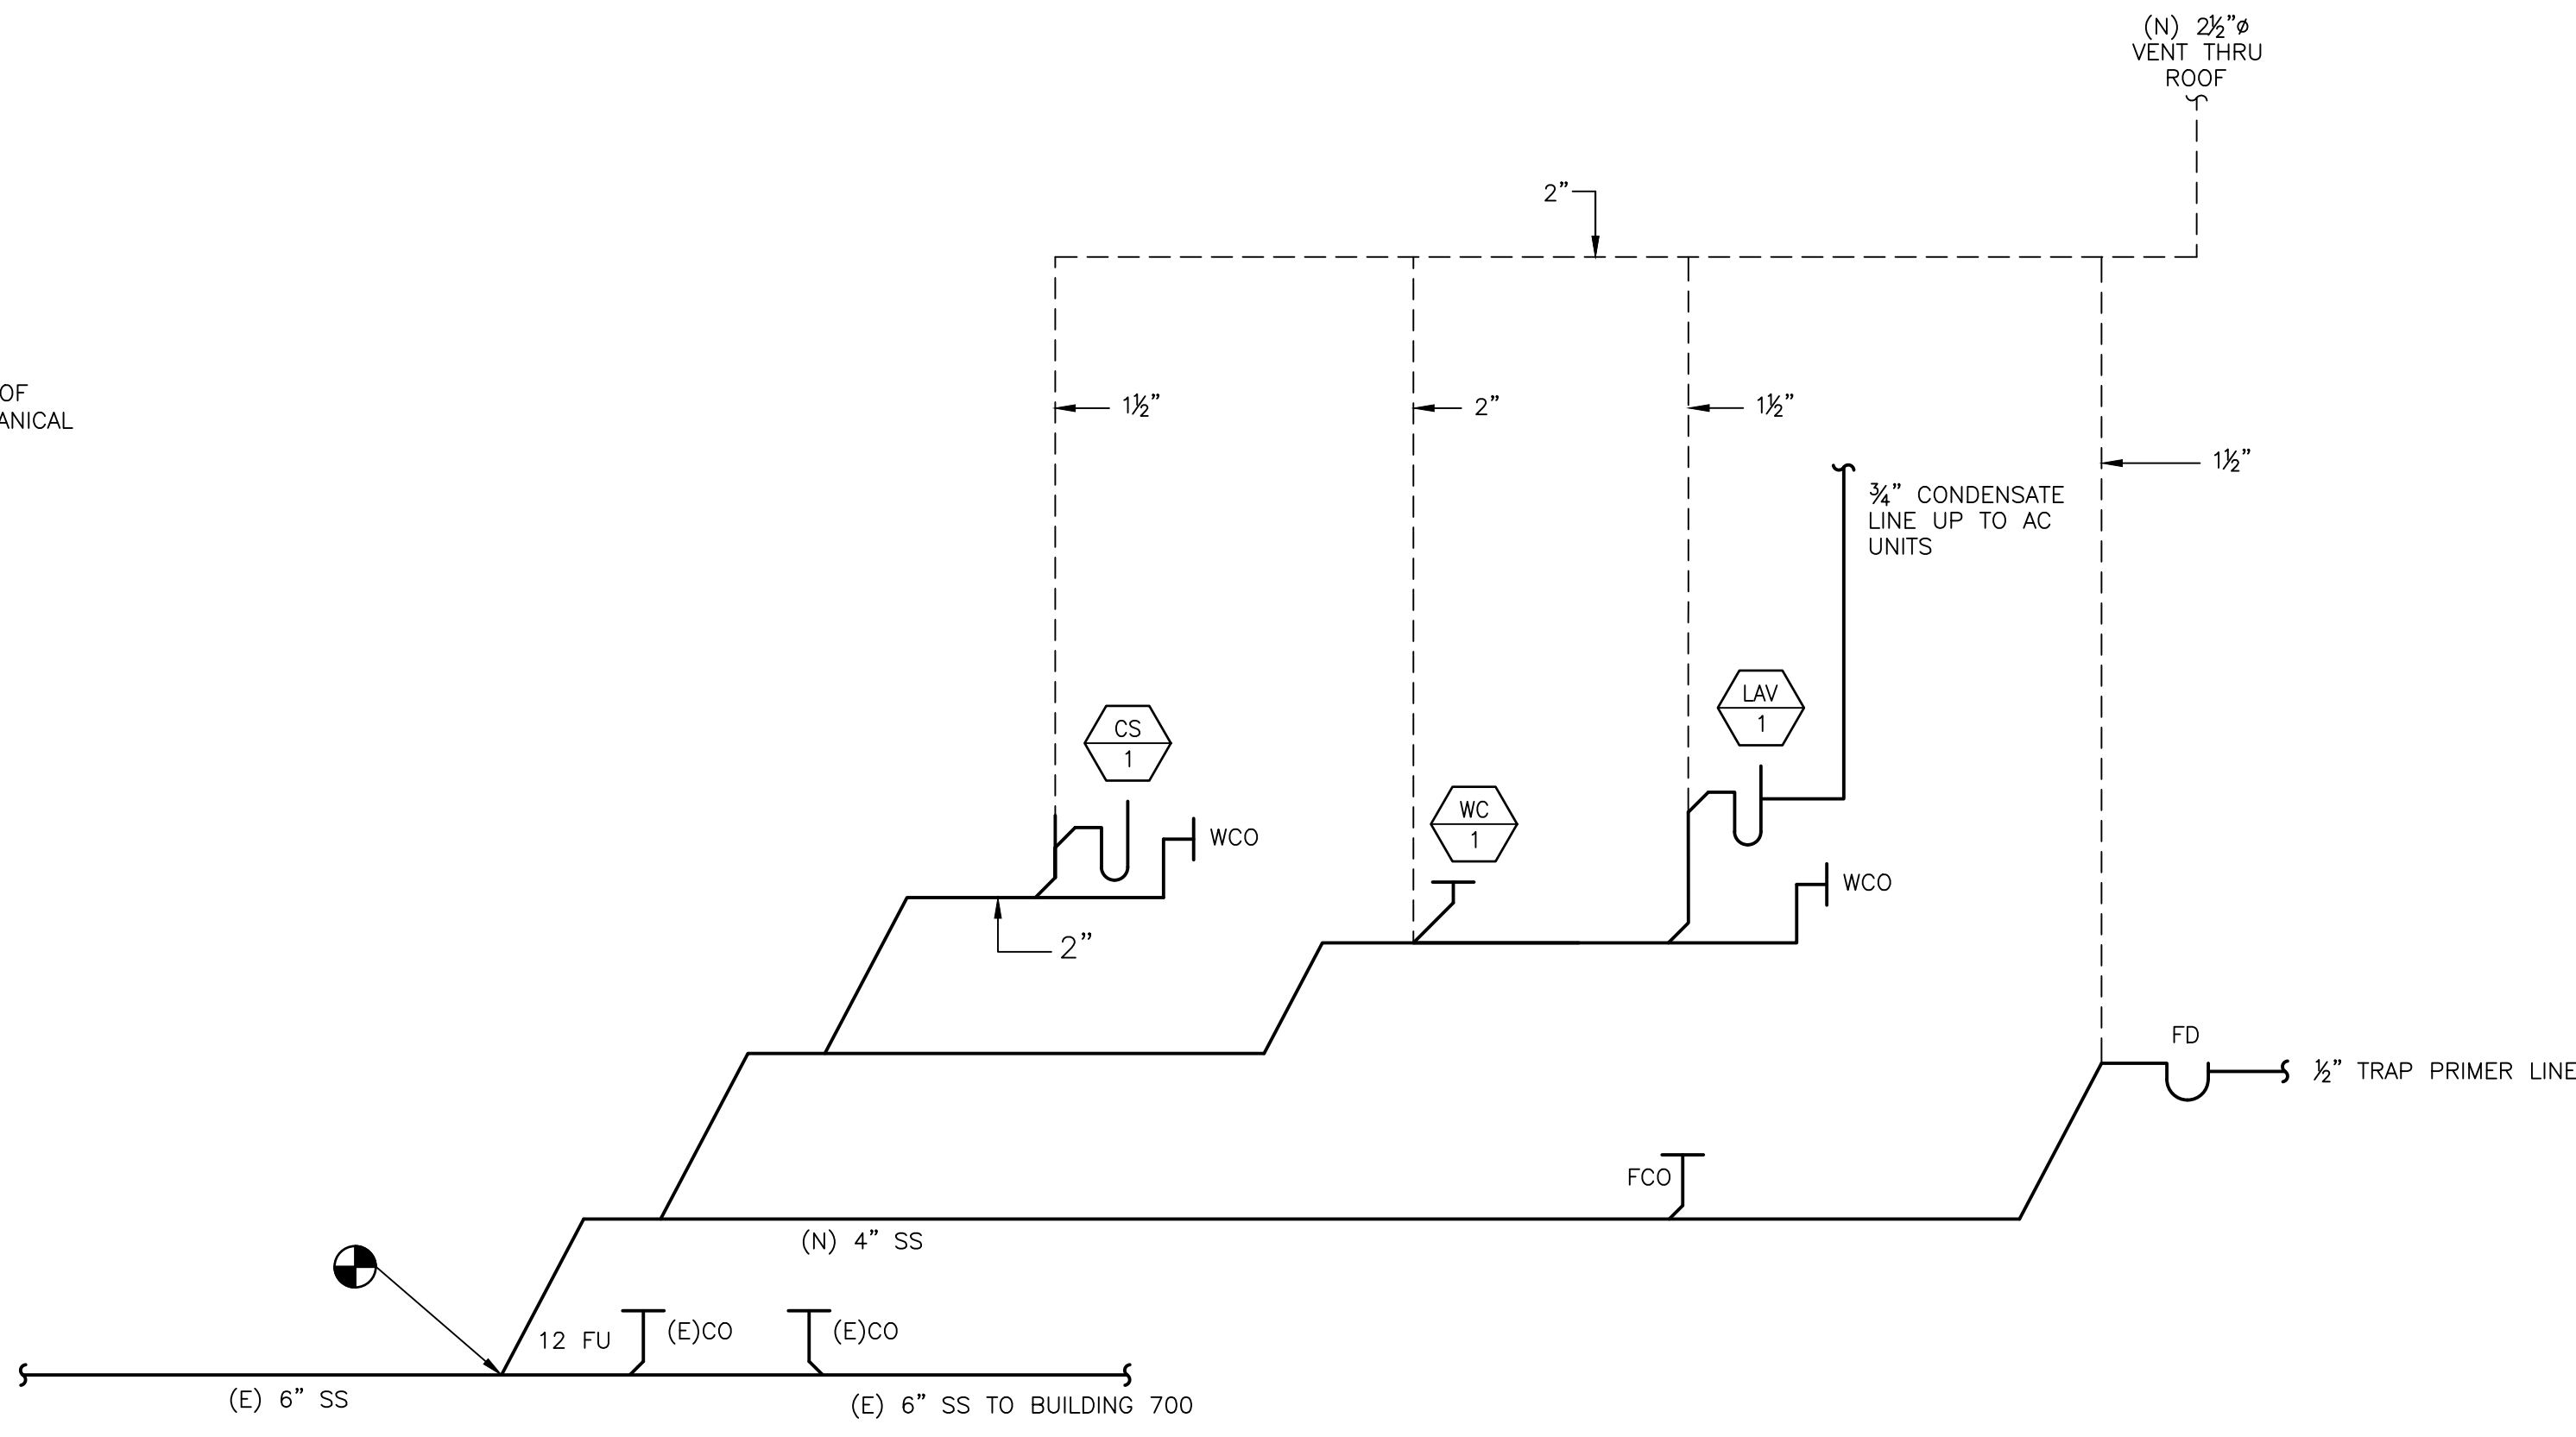 (N) 2½"ø
VENT THRU
ROOF
2"
OF
ANICAL
1½"
2"
1½"
1½"
¾" CONDENSATE
LINE UP TO AC
UNITS
LAV
1
CS
1
WC
1
WCO
WCO
2"
FD
½" TRAP PRIMER LINE
FCO
(N) 4" SS
12 FU
(E)CO
(E)CO
(E) 6" SS
(E) 6" SS TO BUILDING 700